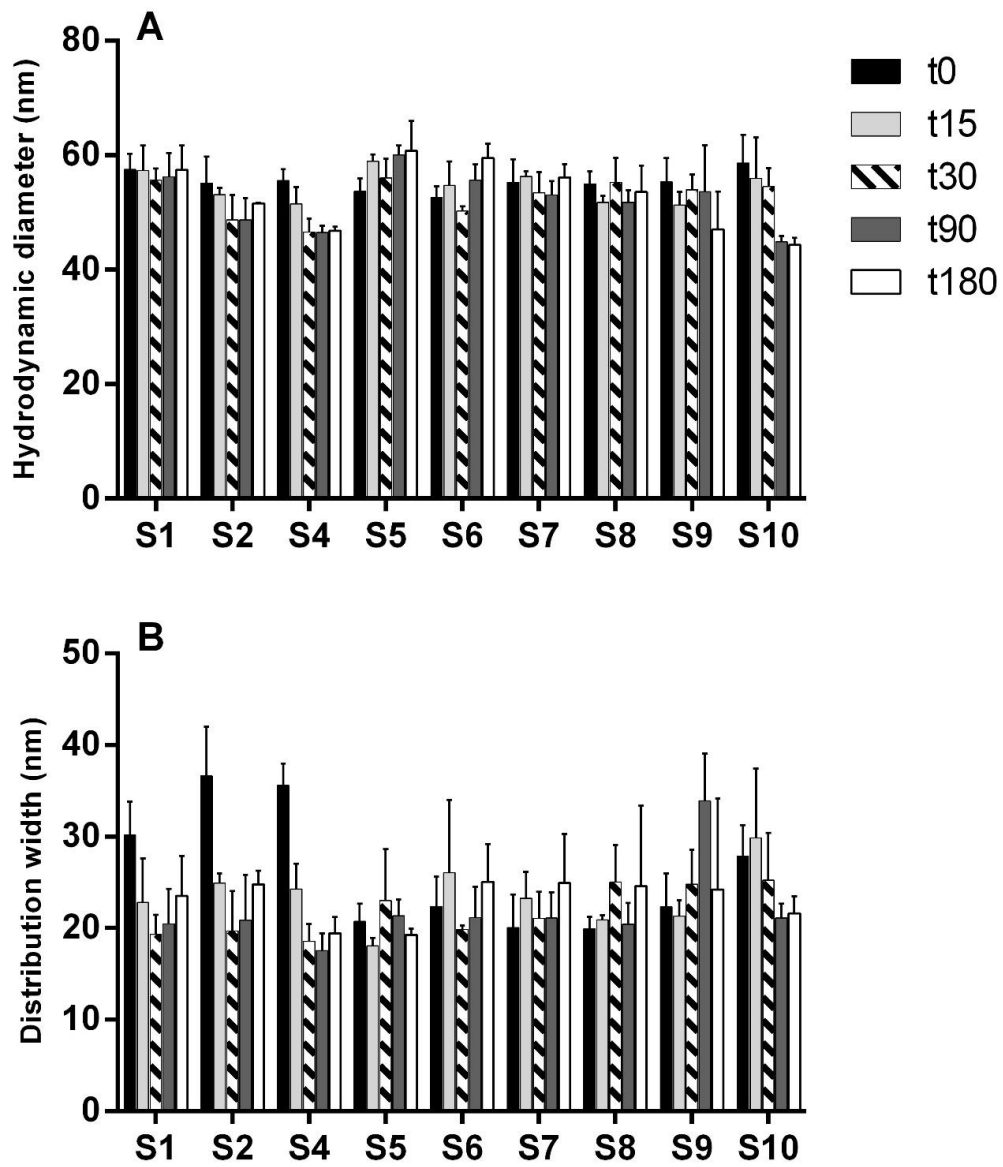 A
Hydrodynamic diameter (nm)
80
60
40
20
0
S1 S2 S4 S5 S6 S7 S8 S9 S10
t0
t15
t30
t90
t180
B
Distribution width (nm)
50
40
30
20
10
0
S1 S2 S4 S5 S6 S7 S8 S9 S10